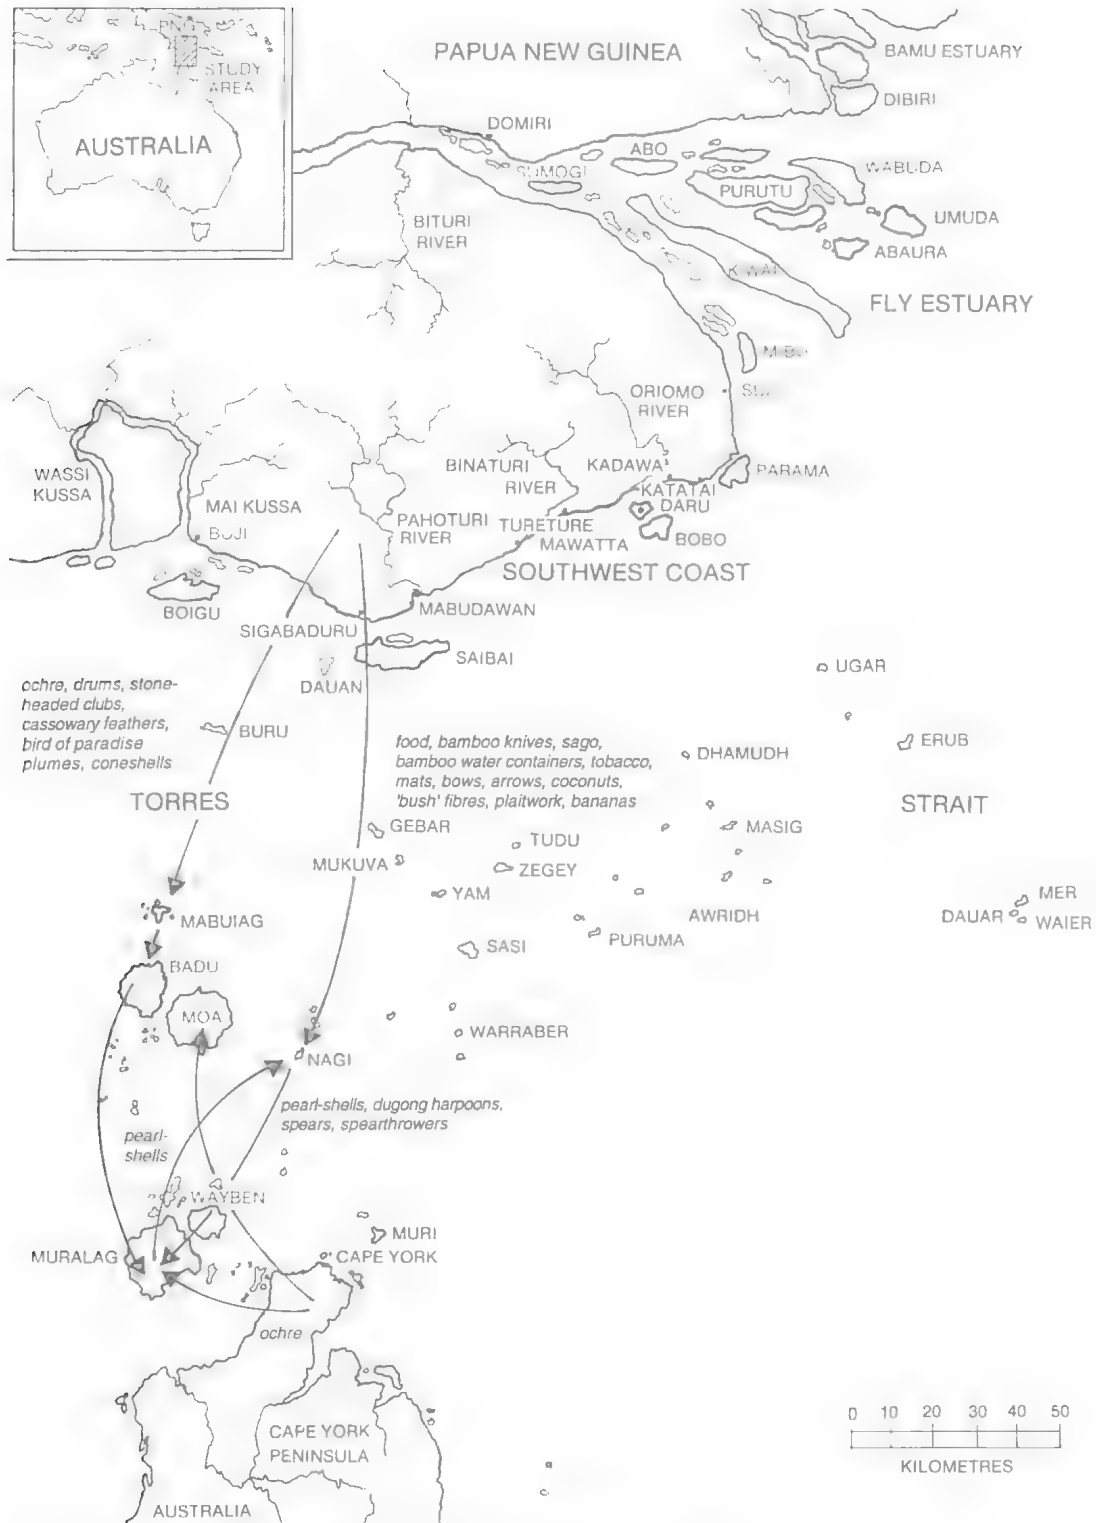 PNG
STUDY
AREA
AUSTRALIA
PAPUA NEW GUINEA
BAMU ESTUARY
DIBIRI
DOMIRI
ABO
SUMOGI
WABUDA
PURUTU
UMUDA
ABAURA
BITURI
RIVER
KIWAI
FLY ESTUARY
ORIOMO
RIVER
WASSI
KUSSA
MAI KUSSA
BUJI
BINATURI
RIVER
KADAWA
PARAMA
KATATAI
DARU
PAHOTURI
RIVER
TURETURE
MAWATTA
BOBO
SOUTHWEST COAST
BOIGU
MABUDAWAN
SIGABADURU
SAIBAI
DAUAN
UGAR
ochre, drums, stone-
headed clubs,
cassowary feathers,
bird of paradise
plumes, coneshells
BURU
food, bamboo knives, sago,
bamboo water containers, tobacco,
mats, bows, arrows, coconuts,
'bush' fibres, plaitwork, bananas
DHAMUDH
ERUB
TORRES
STRAIT
GEBAR
MASIG
TUDU
MUKUVA
ZEGEY
YAM
MER
MABUIAG
AWRIDH
DAUAR
WAIER
PURUMA
SASI
BADU
MOA
WARRABER
NAGI
pearl-shells, dugong harpoons,
spears, spearthrowers
pearl-
shells
WAYBEN
MURI
MURALAG
CAPE YORK
ochre
CAPE YORK
PENINSULA
AUSTRALIA
0 10 20 30 40 50
KILOMETRES